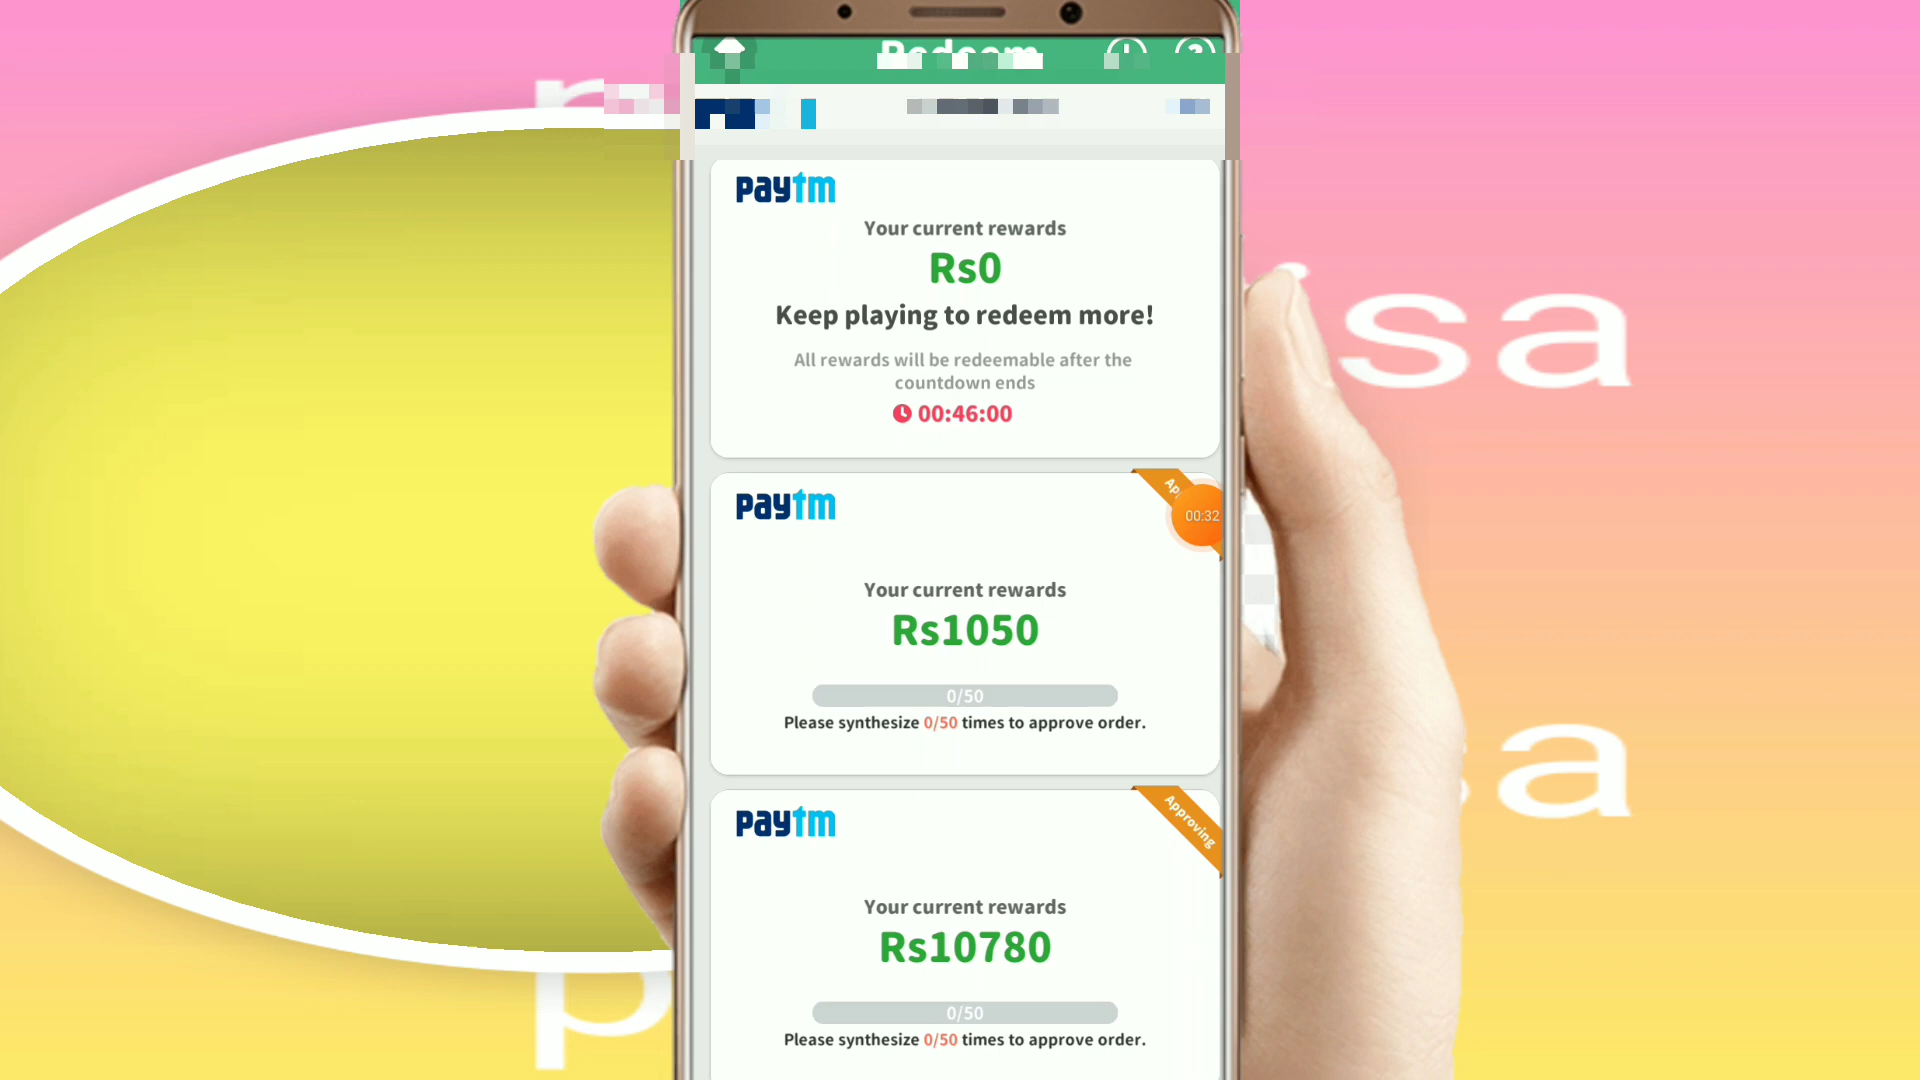 Redeem
paytm
Your current rewards
Rs0
Keep playing to redeem more!
All rewards will be redeemable after the
countdown ends
00:46:00
paytm
00:32
Your current rewards
Rs1050
0/50
Please synthesize 0/50 times to approve order.
paytm
Approving
Your current rewards
Rs10780
0/50
Please synthesize 0/50 times to approve order.